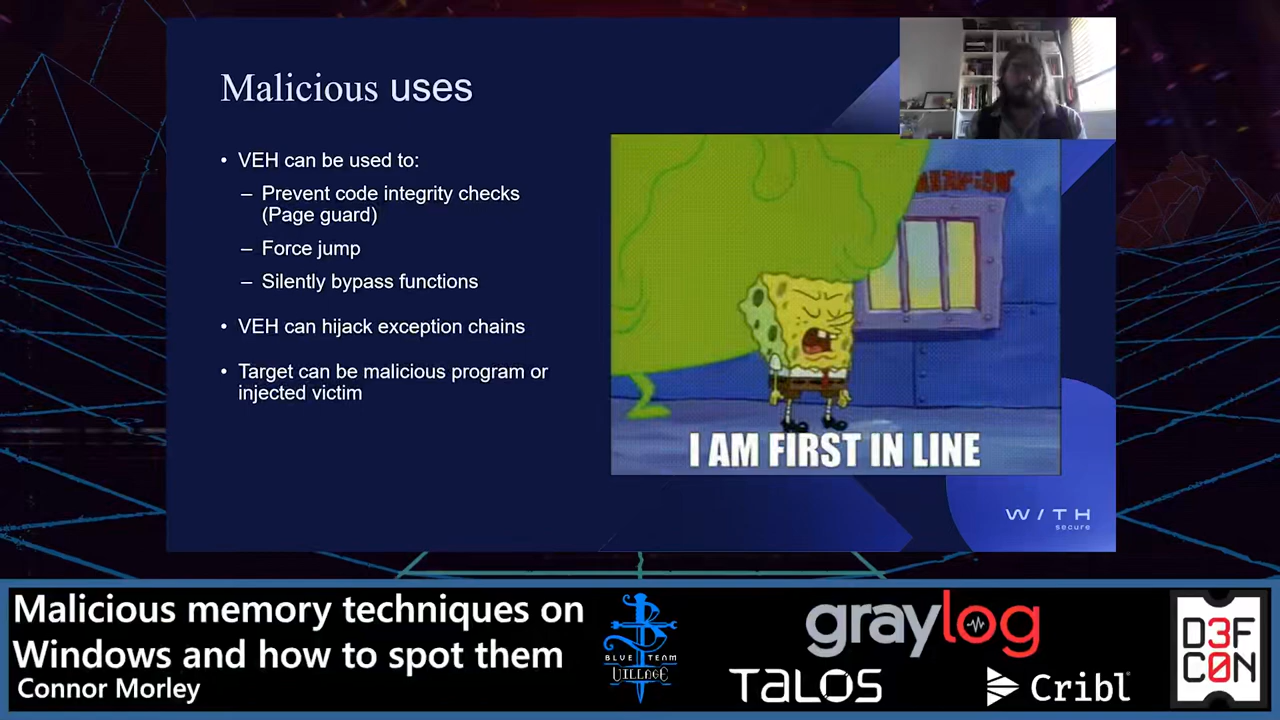 Malicious uses
• VEH can be used to:
– Prevent code integrity checks
(Page guard)
– Force jump
– Silently bypass functions
• VEH can hijack exception chains
• Target can be malicious program or
injected victim
I AM FIRST IN LINE
W/TH
secure
Malicious memory techniques on
Windows and how to spot them
Connor Morley
BLUE TEAM
VILLAGE
graylog
TALOS
Cribl
D3F
C0N